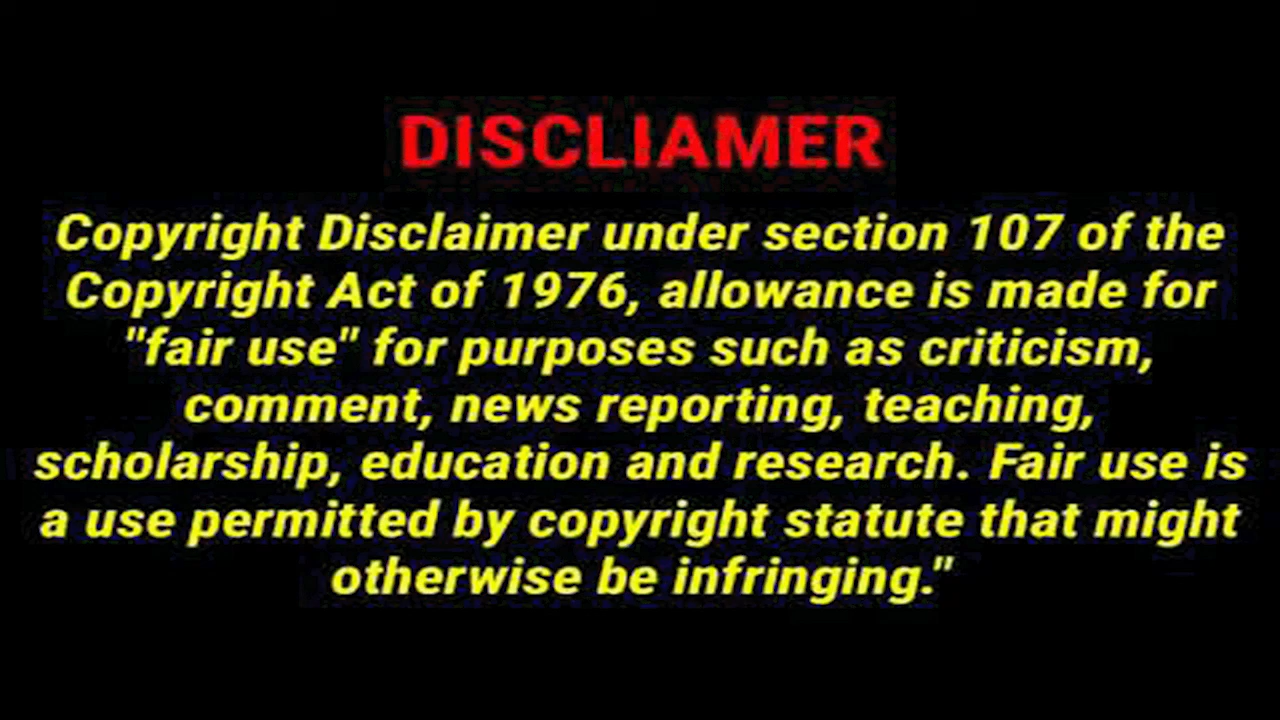 DISCLIAMER
Copyright Disclaimer under section 107 of the
Copyright Act of 1976, allowance is made for
"fair use" for purposes such as criticism,
comment, news reporting, teaching,
scholarship, education and research. Fair use is
a use permitted by copyright statute that might
otherwise be infringing."